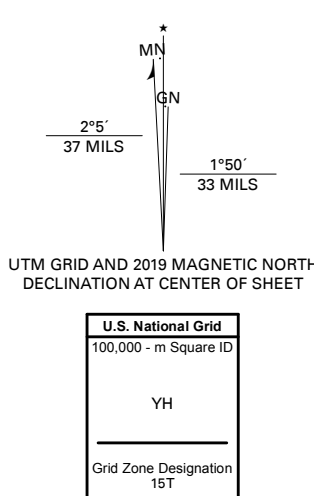 ★
MN
GN
2°5´
37 MILS
1°50´
33 MILS
UTM GRID AND 2019 MAGNETIC NORTH
DECLINATION AT CENTER OF SHEET
U.S. National Grid
100,000 - m Square ID
YH
Grid Zone Designation
15T